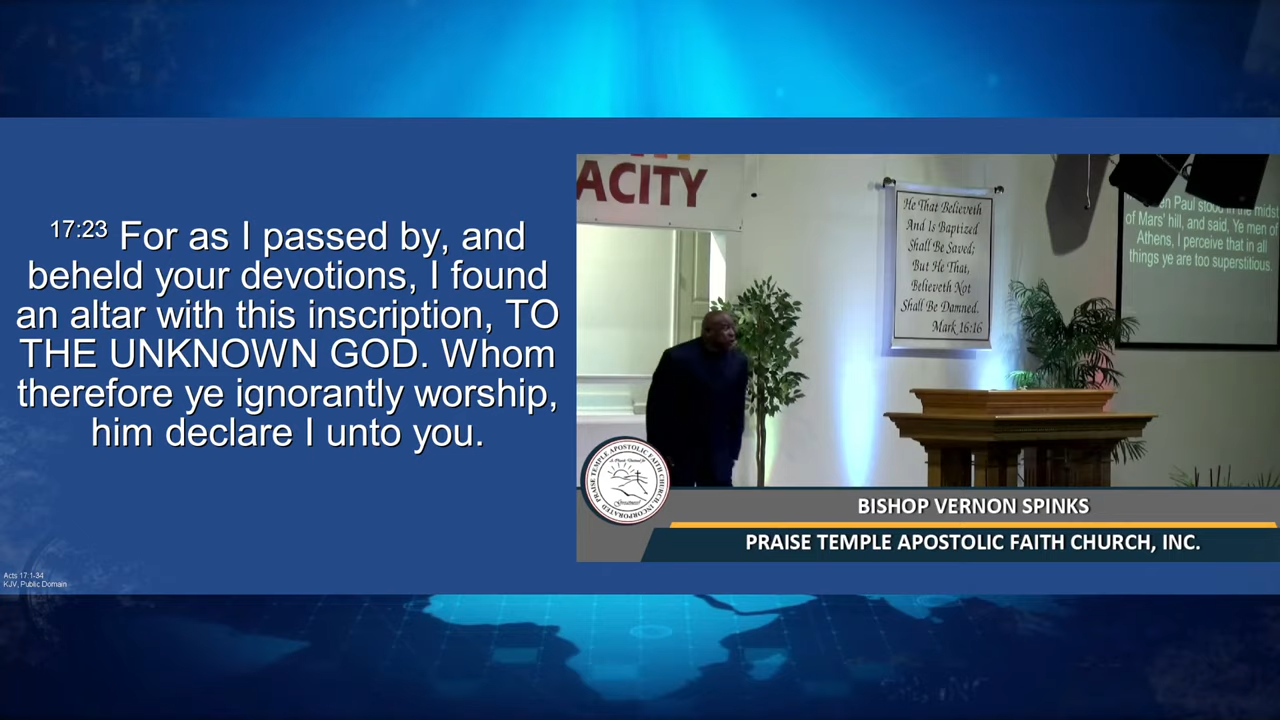 17:23 For as I passed by, and
beheld your devotions, I found
an altar with this inscription, TO
THE UNKNOWN GOD. Whom
therefore ye ignorantly worship,
him declare I unto you.
Acts 17:1-34
KJV, Public Domain
ACITY
He That Believeth
And Is Baptized
Shall Be Saved;
But He That,
Believeth Not
Shall Be Damned.
Mark 16:16
Paul stood in the midst
of Mars' hill, and said, Ye men of
Athens, I perceive that in all
things ye are too superstitious.
PRAISE TEMPLE APOSTOLIC FAITH CHURCH, INCORPORATED
BISHOP VERNON SPINKS
PRAISE TEMPLE APOSTOLIC FAITH CHURCH, INC.